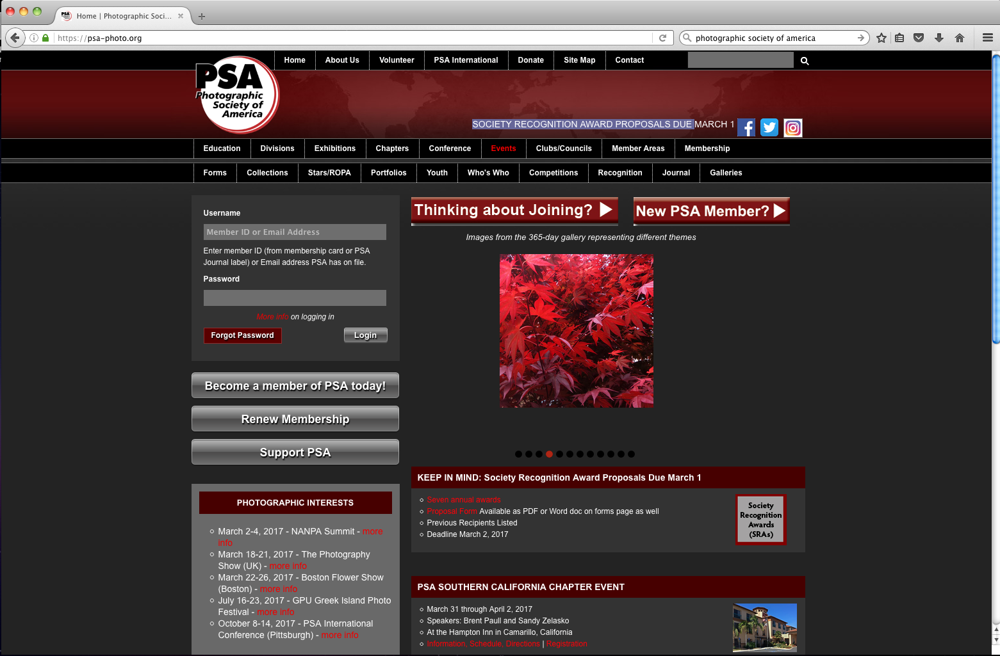 Home | Photographic Soci...
https://psa-photo.org
photographic society of america
Home
About Us
Volunteer
PSA International
Donate
Site Map
Contact
PSA
Photographic
Society of
America
SOCIETY RECOGNITION AWARD PROPOSALS DUE MARCH 1
Education
Divisions
Exhibitions
Chapters
Conference
Events
Clubs/Councils
Member Areas
Membership
Forms
Collections
Stars/ROPA
Portfolios
Youth
Who's Who
Competitions
Recognition
Journal
Galleries
Username
Member ID or Email Address
Enter member ID (from membership card or PSA
Journal label) or Email address PSA has on file.
Password
More info on logging in
Forgot Password
Login
Become a member of PSA today!
Renew Membership
Support PSA
PHOTOGRAPHIC INTERESTS
March 2-4, 2017 - NANPA Summit - more
info
March 18-21, 2017 - The Photography
Show (UK) - more info
March 22-26, 2017 - Boston Flower Show
(Boston) - more info
July 16-23, 2017 - GPU Greek Island Photo
Festival - more info
October 8-14, 2017 - PSA International
Conference (Pittsburgh) - more info
Thinking about Joining?
New PSA Member?
Images from the 365-day gallery representing different themes
KEEP IN MIND: Society Recognition Award Proposals Due March 1
Seven annual awards
Proposal Form Available as PDF or Word doc on forms page as well
Previous Recipients Listed
Deadline March 2, 2017
Society
Recognition
Awards
(SRAs)
PSA SOUTHERN CALIFORNIA CHAPTER EVENT
March 31 through April 2, 2017
Speakers: Brent Paull and Sandy Zelasko
At the Hampton Inn in Camarillo, California
Information, Schedule, Directions | Registration